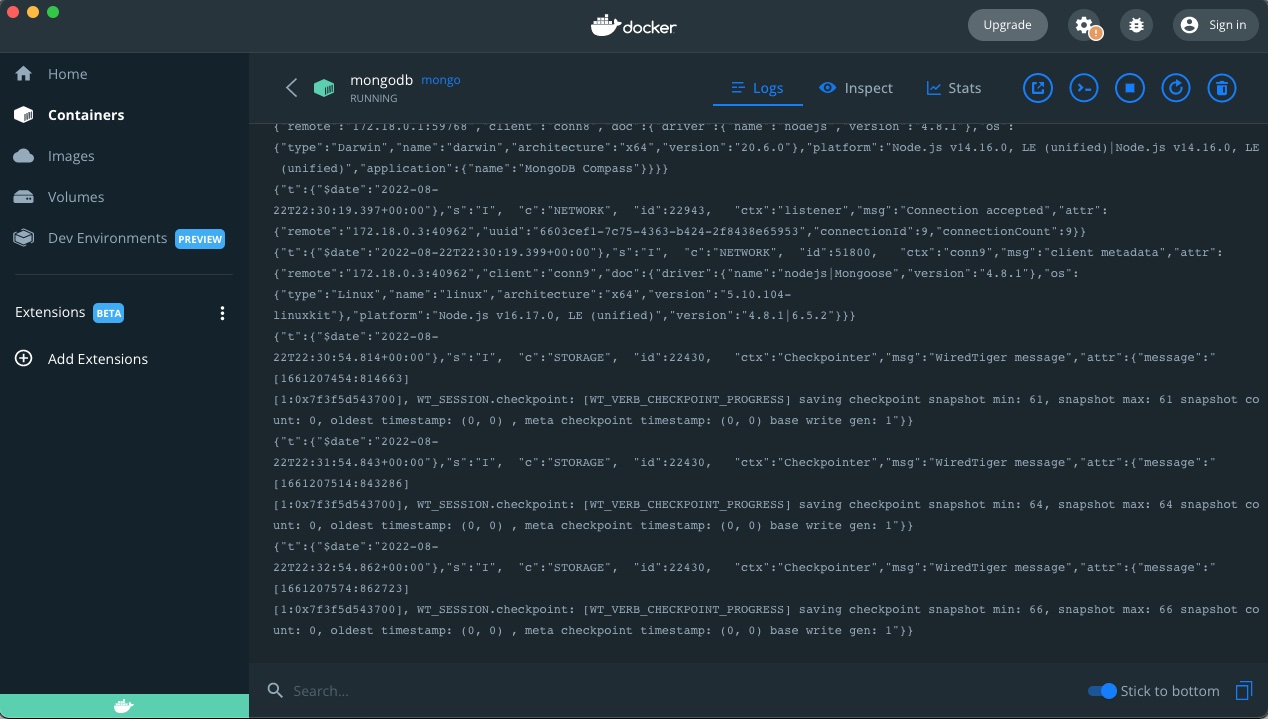 docker
Upgrade
!
Sign in
Home
Containers
Images
Volumes
Dev Environments PREVIEW
Extensions BETA
Add Extensions
mongodb mongo
RUNNING
Logs
Inspect
Stats
{"remote":"172.18.0.1:59768","client":"conn8","doc":{"driver":{"name":"nodejs","version":"4.8.1"},"os":
{"type":"Darwin","name":"darwin","architecture":"x64","version":"20.6.0"},"platform":"Node.js v14.16.0, LE (unified)|Node.js v14.16.0, LE
(unified)","application":{"name":"MongoDB Compass"}}}}
{"t":{"$date":"2022-08-
22T22:30:19.397+00:00"},"s":"I", "c":"NETWORK", "id":22943, "ctx":"listener","msg":"Connection accepted","attr":
{"remote":"172.18.0.3:40962","uuid":"6603cef1-7c75-4363-b424-2f8438e65953","connectionId":9,"connectionCount":9}}
{"t":{"$date":"2022-08-22T22:30:19.399+00:00"},"s":"I", "c":"NETWORK", "id":51800, "ctx":"conn9","msg":"client metadata","attr":
{"remote":"172.18.0.3:40962","client":"conn9","doc":{"driver":{"name":"nodejs|Mongoose","version":"4.8.1"},"os":
{"type":"Linux","name":"linux","architecture":"x64","version":"5.10.104-
linuxkit"},"platform":"Node.js v16.17.0, LE (unified)","version":"4.8.1|6.5.2"}}}
{"t":{"$date":"2022-08-
22T22:30:54.814+00:00"},"s":"I", "c":"STORAGE", "id":22430, "ctx":"Checkpointer","msg":"WiredTiger message","attr":{"message":"
[1661207454:814663]
[1:0x7f3f5d543700], WT_SESSION.checkpoint: [WT_VERB_CHECKPOINT_PROGRESS] saving checkpoint snapshot min: 61, snapshot max: 61 snapshot co
unt: 0, oldest timestamp: (0, 0) , meta checkpoint timestamp: (0, 0) base write gen: 1"}}
{"t":{"$date":"2022-08-
22T22:31:54.843+00:00"},"s":"I", "c":"STORAGE", "id":22430, "ctx":"Checkpointer","msg":"WiredTiger message","attr":{"message":"
[1661207514:843286]
[1:0x7f3f5d543700], WT_SESSION.checkpoint: [WT_VERB_CHECKPOINT_PROGRESS] saving checkpoint snapshot min: 64, snapshot max: 64 snapshot co
unt: 0, oldest timestamp: (0, 0) , meta checkpoint timestamp: (0, 0) base write gen: 1"}}
{"t":{"$date":"2022-08-
22T22:32:54.862+00:00"},"s":"I", "c":"STORAGE", "id":22430, "ctx":"Checkpointer","msg":"WiredTiger message","attr":{"message":"
[1661207574:862723]
[1:0x7f3f5d543700], WT_SESSION.checkpoint: [WT_VERB_CHECKPOINT_PROGRESS] saving checkpoint snapshot min: 66, snapshot max: 66 snapshot co
unt: 0, oldest timestamp: (0, 0) , meta checkpoint timestamp: (0, 0) base write gen: 1"}}
Search...
Stick to bottom